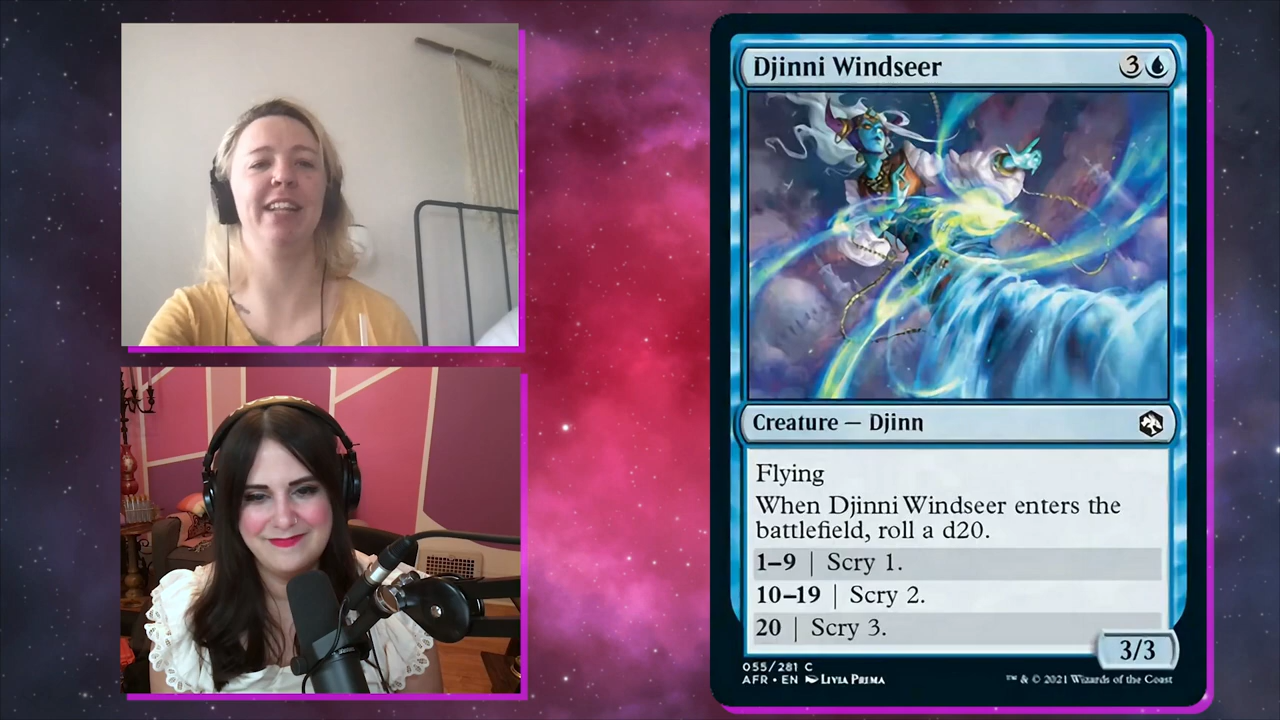 Djinni Windseer 3
Creature — Djinn
Flying
When Djinni Windseer enters the
battlefield, roll a d20.
1–9 | Scry 1.
10–19 | Scry 2.
20 | Scry 3.
3/3
055/281 C
AFR • EN Livia Prima
™ & © 2021 Wizards of the Coast